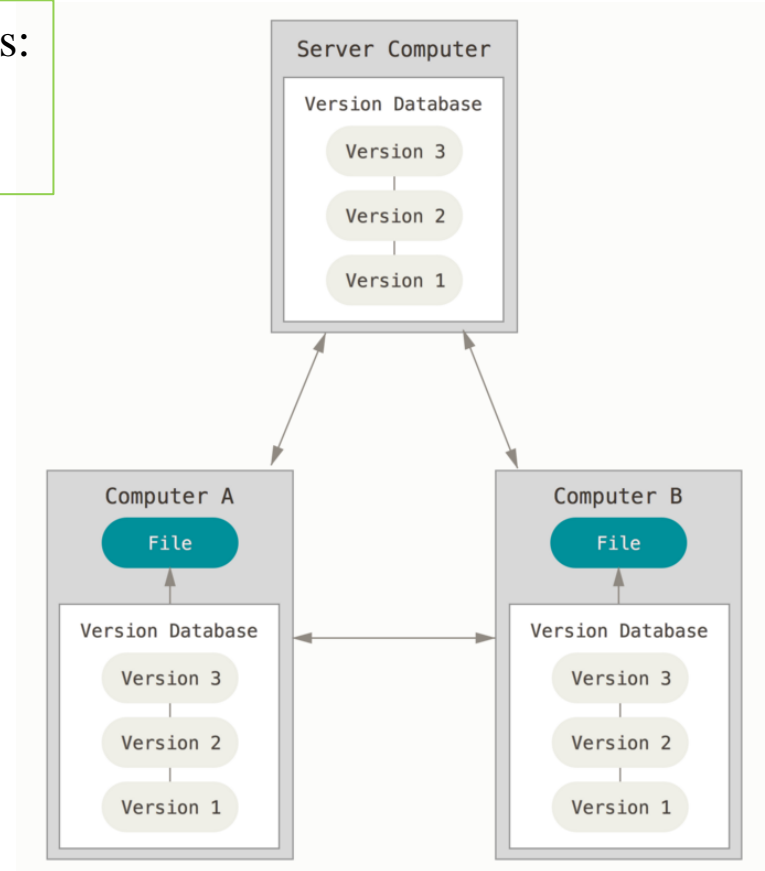 s:
Server Computer
Version Database
Version 3
Version 2
Version 1
Computer A
File
Version Database
Version 3
Version 2
Version 1
Computer B
File
Version Database
Version 3
Version 2
Version 1